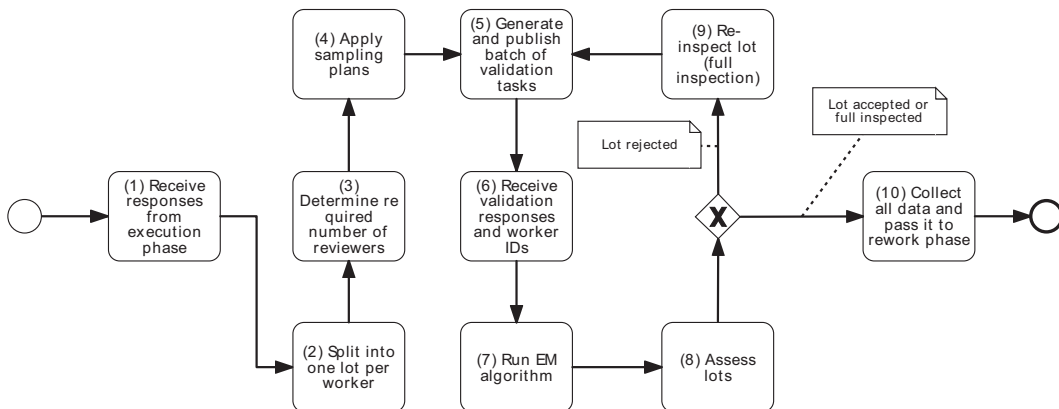 (1) Receive
responses
from
execution
phase
(2) Split into
one lot per
worker
(3)
Determine re
quired
number of
reviewers
(4) Apply
sampling
plans
(5) Generate
and publish
batch of
validation
tasks
(6) Receive
validation
responses
and worker
IDs
(7) Run EM
algorithm
(8) Assess
lots
X
Lot rejected
(9) Re-
inspect lot
(full
inspection)
Lot accepted or
full inspected
(10) Collect
all data and
pass it to
rework phase